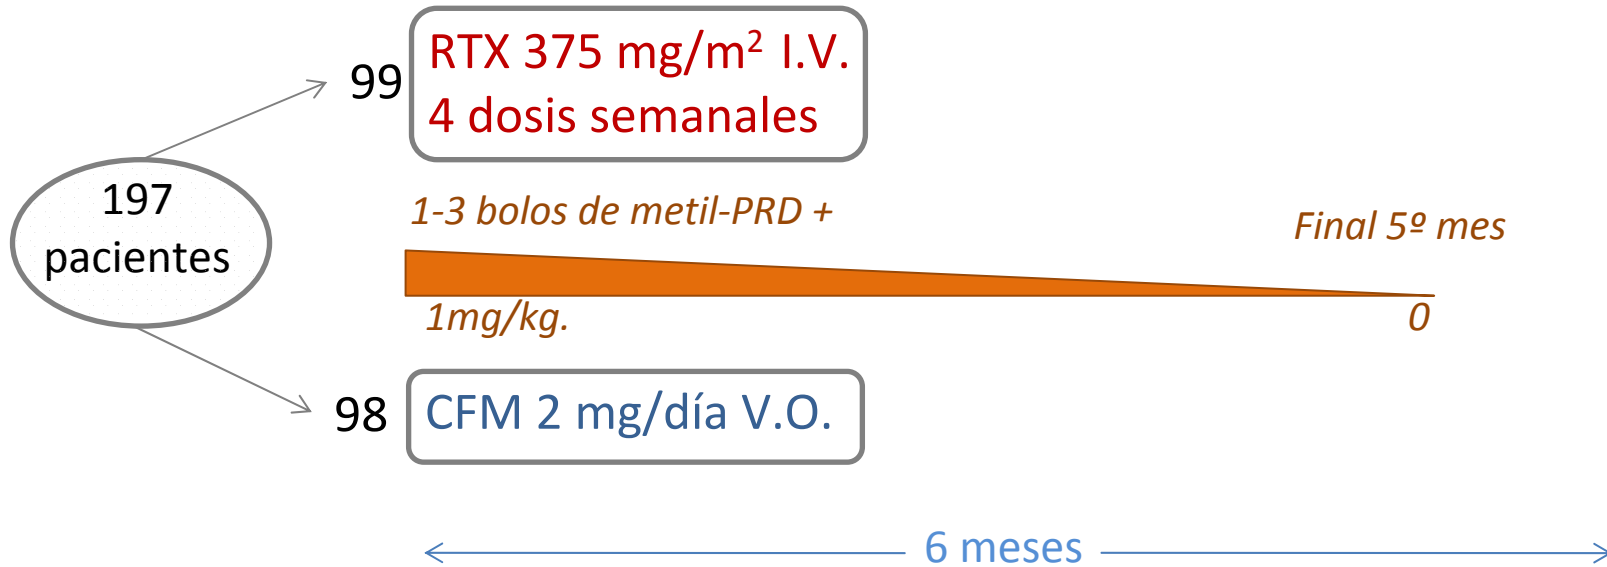 99
RTX 375 mg/m² I.V.
4 dosis semanales
197
pacientes
1-3 bolos de metil-PRD +
Final 5º mes
1mg/kg.
0
98
CFM 2 mg/día V.O.
6 meses